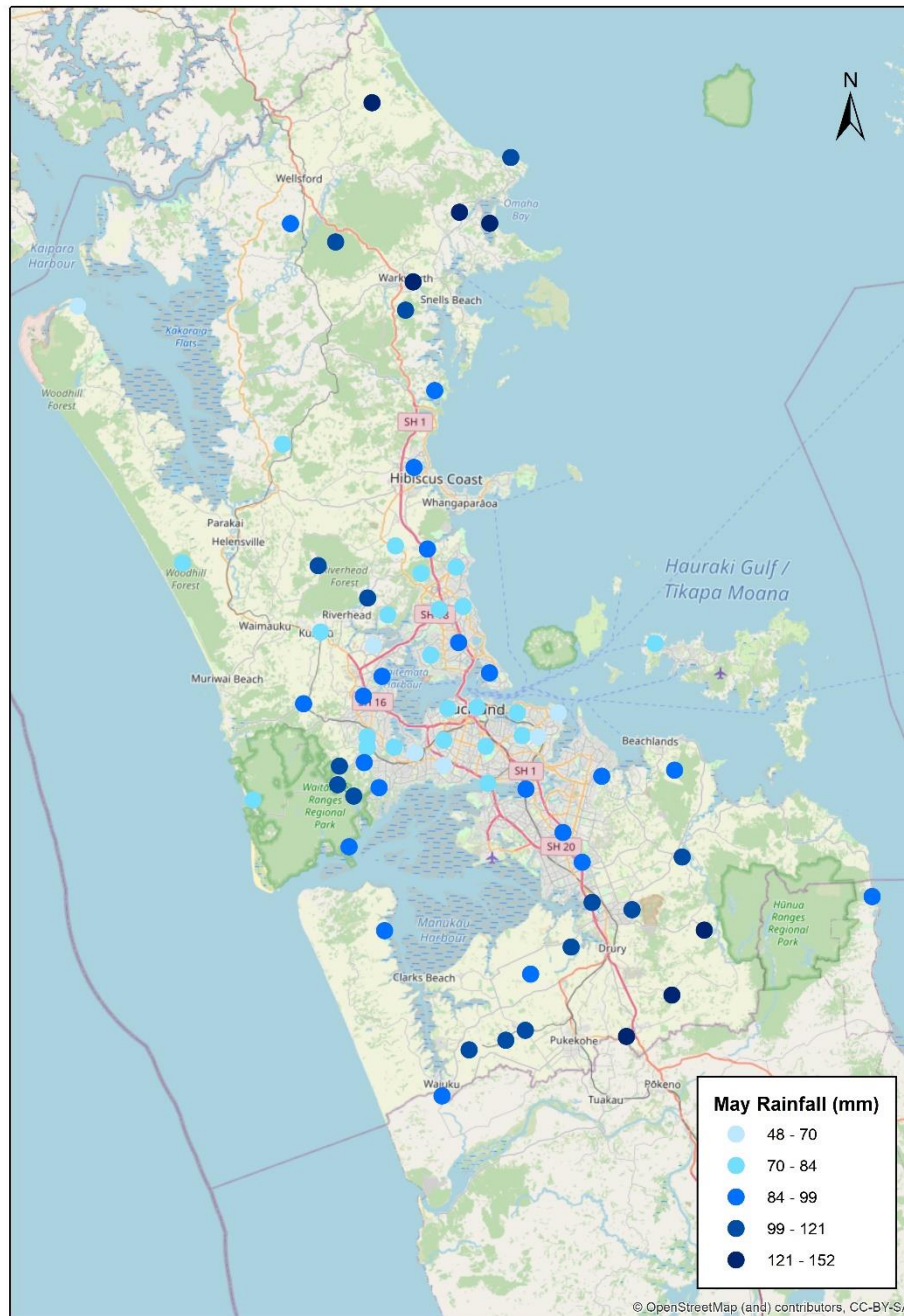 N
Wellsford
Omaha
Bay
Kaipara
Harbour
Warkworth
Snells Beach
Kakaraia
Flats
Woodhill
Forest
SH 1
Hibiscus Coast
Whangaparāoa
Parakai
Helensville
Woodhill
Forest
Riverhead
Forest
Hauraki Gulf /
Tīkapa Moana
Riverhead
SH 18
Waimauku
Kumeū
Waitematā
Harbour
Muriwai Beach
SH 16
Auckland
Beachlands
SH 1
Waitākere
Ranges
Regional
Park
SH 20
Hūnua
Ranges
Regional
Park
Manukau
Harbour
Drury
Clarks Beach
Pukekohe
Waiuku
Pōkeno
Tuakau
May Rainfall (mm)
48 - 70
70 - 84
84 - 99
99 - 121
121 - 152
© OpenStreetMap (and) contributors, CC-BY-SA